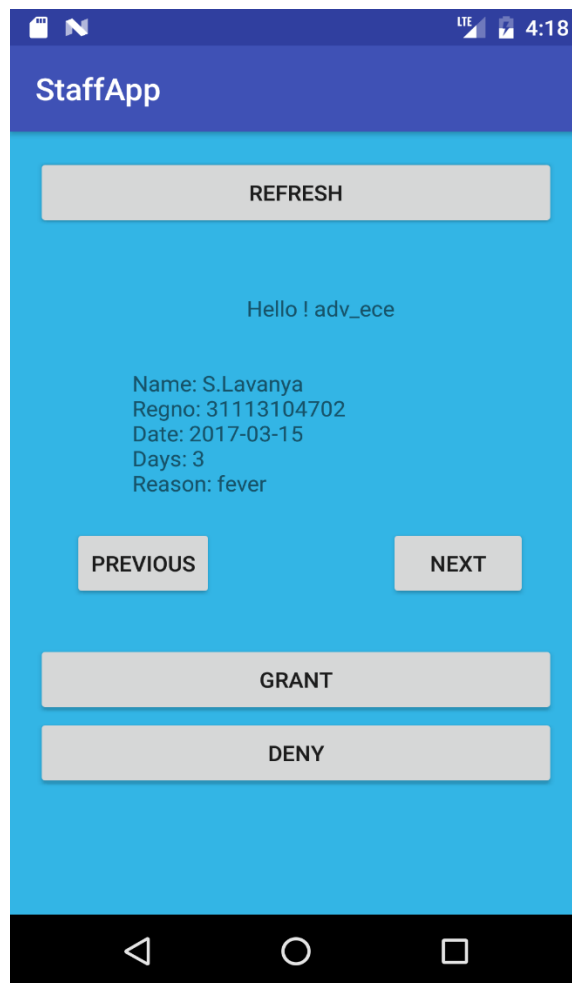 LTE 4:18
StaffApp
REFRESH
Hello ! adv_ece
Name: S.Lavanya
Regno: 31113104702
Date: 2017-03-15
Days: 3
Reason: fever
PREVIOUS NEXT
GRANT
DENY